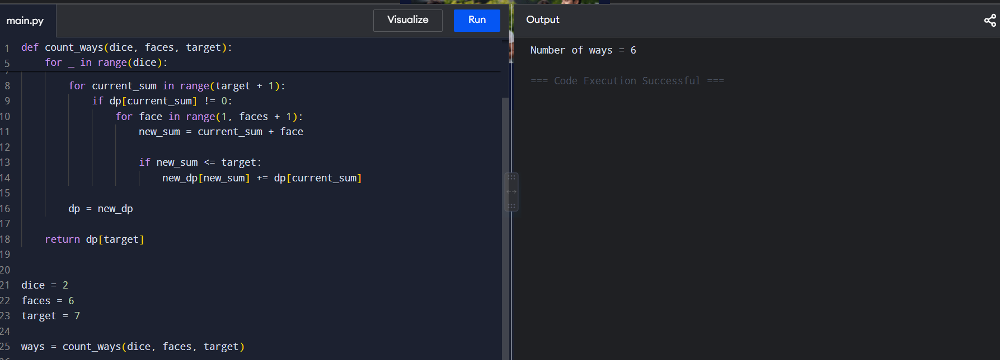 main.py
Visualize
Run
Output
1 def count_ways(dice, faces, target):
5     for _ in range(dice):
8         for current_sum in range(target + 1):
9             if dp[current_sum] != 0:
10                 for face in range(1, faces + 1):
11                     new_sum = current_sum + face
12
13                     if new_sum <= target:
14                         new_dp[new_sum] += dp[current_sum]
15
16         dp = new_dp
17
18     return dp[target]
19
20
21 dice = 2
22 faces = 6
23 target = 7
24
25 ways = count_ways(dice, faces, target)
Number of ways = 6
=== Code Execution Successful ===